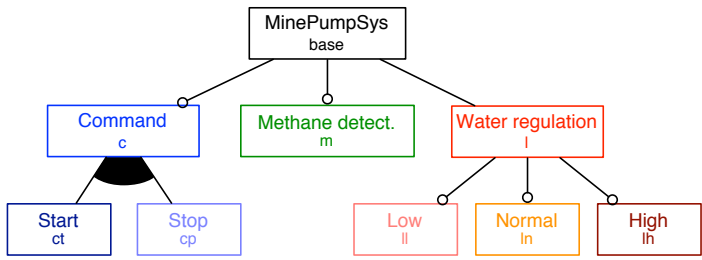 MinePumpSys
base
Command
c
Methane detect.
m
Water regulation
l
Start
ct
Stop
cp
Low
ll
Normal
ln
High
lh